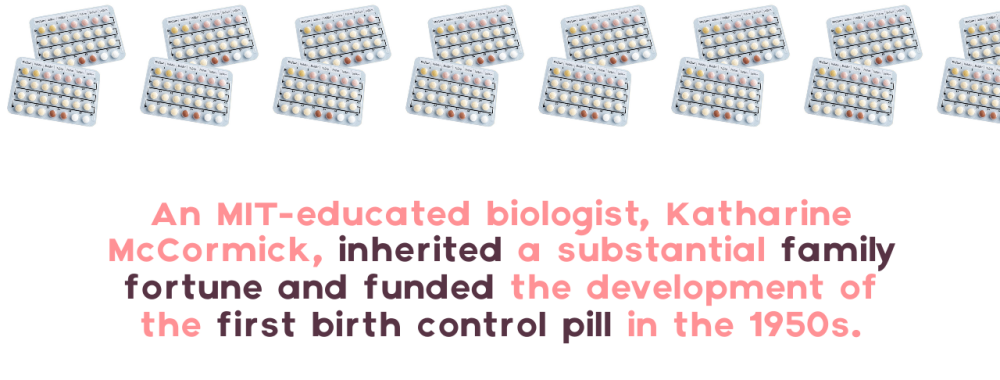 An MIT-educated biologist, Katharine
McCormick, inherited a substantial family
fortune and funded the development of
the first birth control pill in the 1950s.